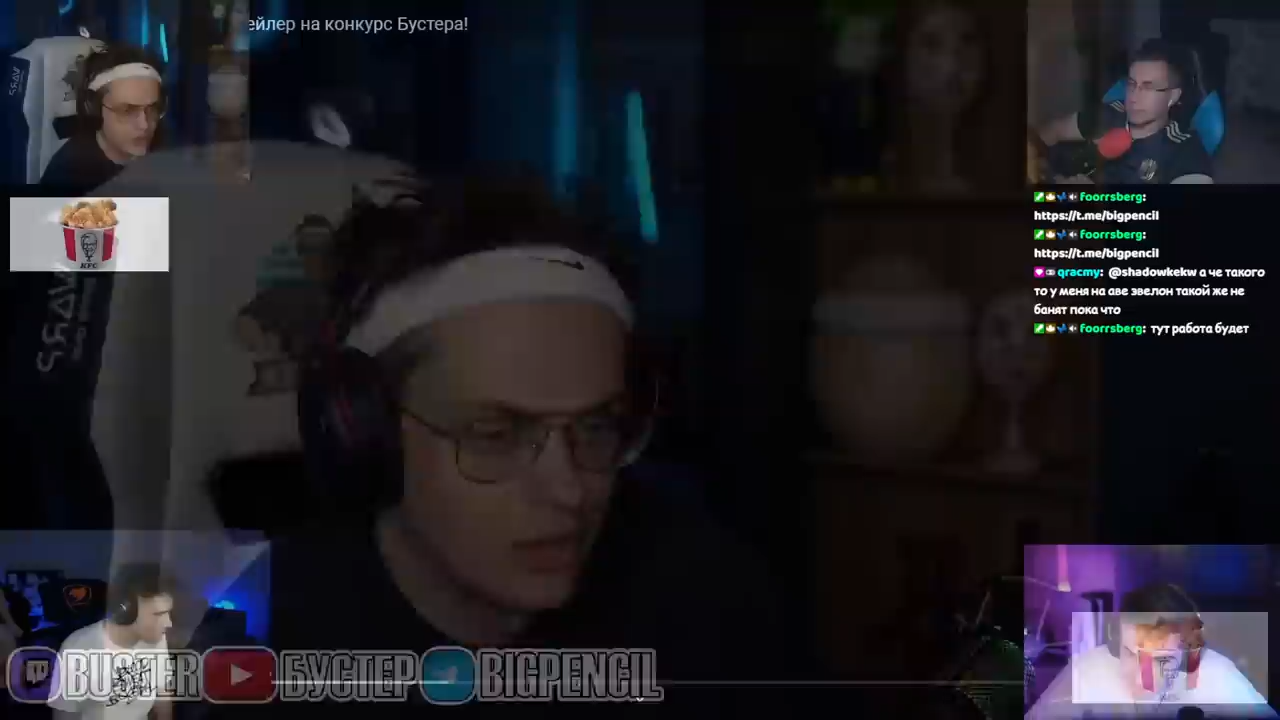 ейлер на конкурс Бустера!
KFC
foorrsberg:
https://t.me/bigpencil
foorrsberg:
https://t.me/bigpencil
qracmy: @shadowkekw а че такого
то у меня на аве эвелон такой же не
банят пока что
foorrsberg: тут работа будет
BUSTER БУСТЕР BIGPENCIL